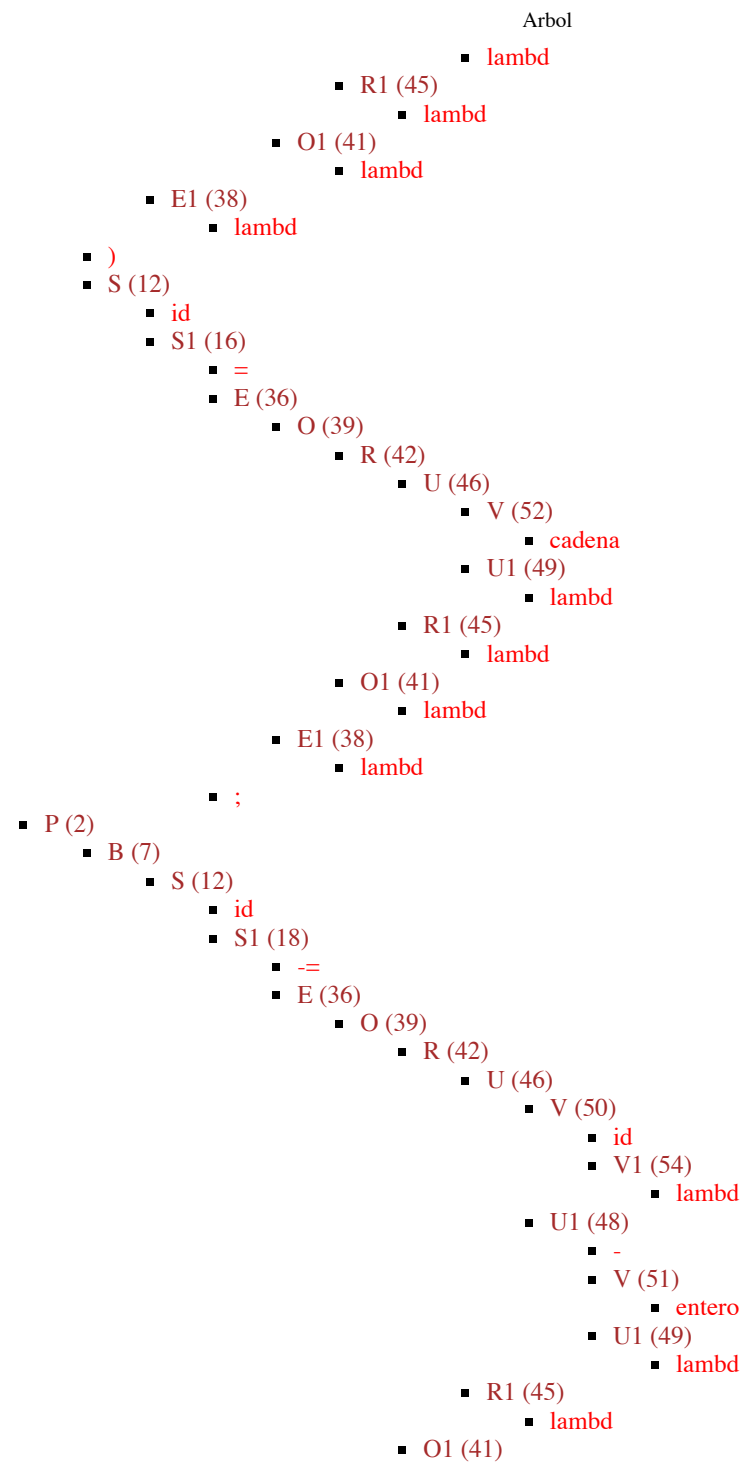 Arbol
lambd
R1 (45)
lambd
O1 (41)
lambd
E1 (38)
lambd
)
S (12)
id
S1 (16)
=
E (36)
O (39)
R (42)
U (46)
V (52)
cadena
U1 (49)
lambd
R1 (45)
lambd
O1 (41)
lambd
E1 (38)
lambd
;
P (2)
B (7)
S (12)
id
S1 (18)
-=
E (36)
O (39)
R (42)
U (46)
V (50)
id
V1 (54)
lambd
U1 (48)
-
V (51)
entero
U1 (49)
lambd
R1 (45)
lambd
O1 (41)